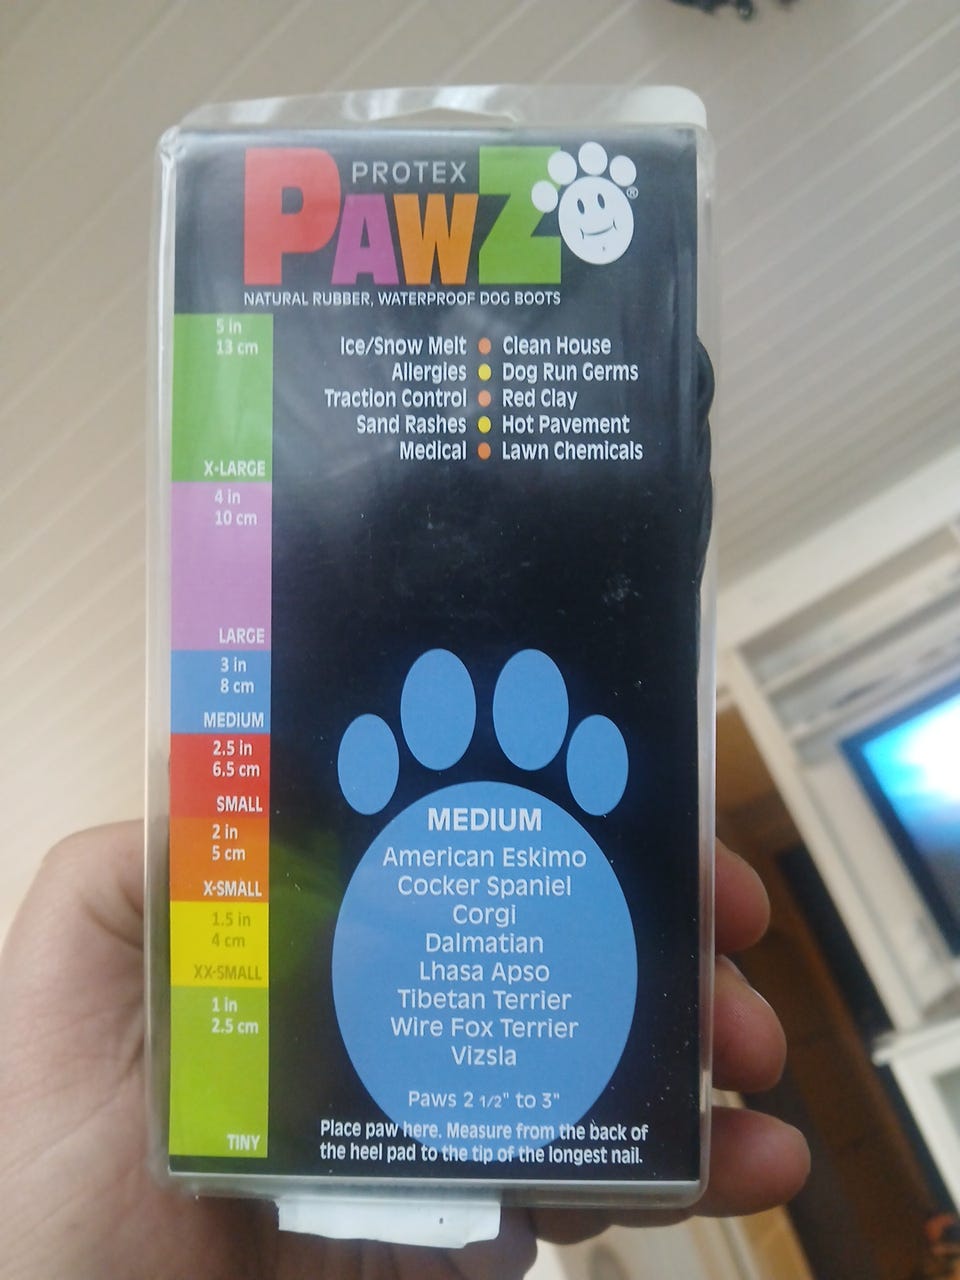 PROTEX
PAWZ®
NATURAL RUBBER, WATERPROOF DOG BOOTS
Ice/Snow Melt • Clean House
Allergies • Dog Run Germs
Traction Control • Red Clay
Sand Rashes • Hot Pavement
Medical • Lawn Chemicals
5 in
13 cm
X-LARGE
4 in
10 cm
LARGE
3 in
8 cm
MEDIUM
2.5 in
6.5 cm
SMALL
2 in
5 cm
X-SMALL
1.5 in
4 cm
XX-SMALL
1 in
2.5 cm
TINY
MEDIUM
American Eskimo
Cocker Spaniel
Corgi
Dalmatian
Lhasa Apso
Tibetan Terrier
Wire Fox Terrier
Vizsla
Paws 2 1/2" to 3"
Place paw here. Measure from the back of
the heel pad to the tip of the longest nail.